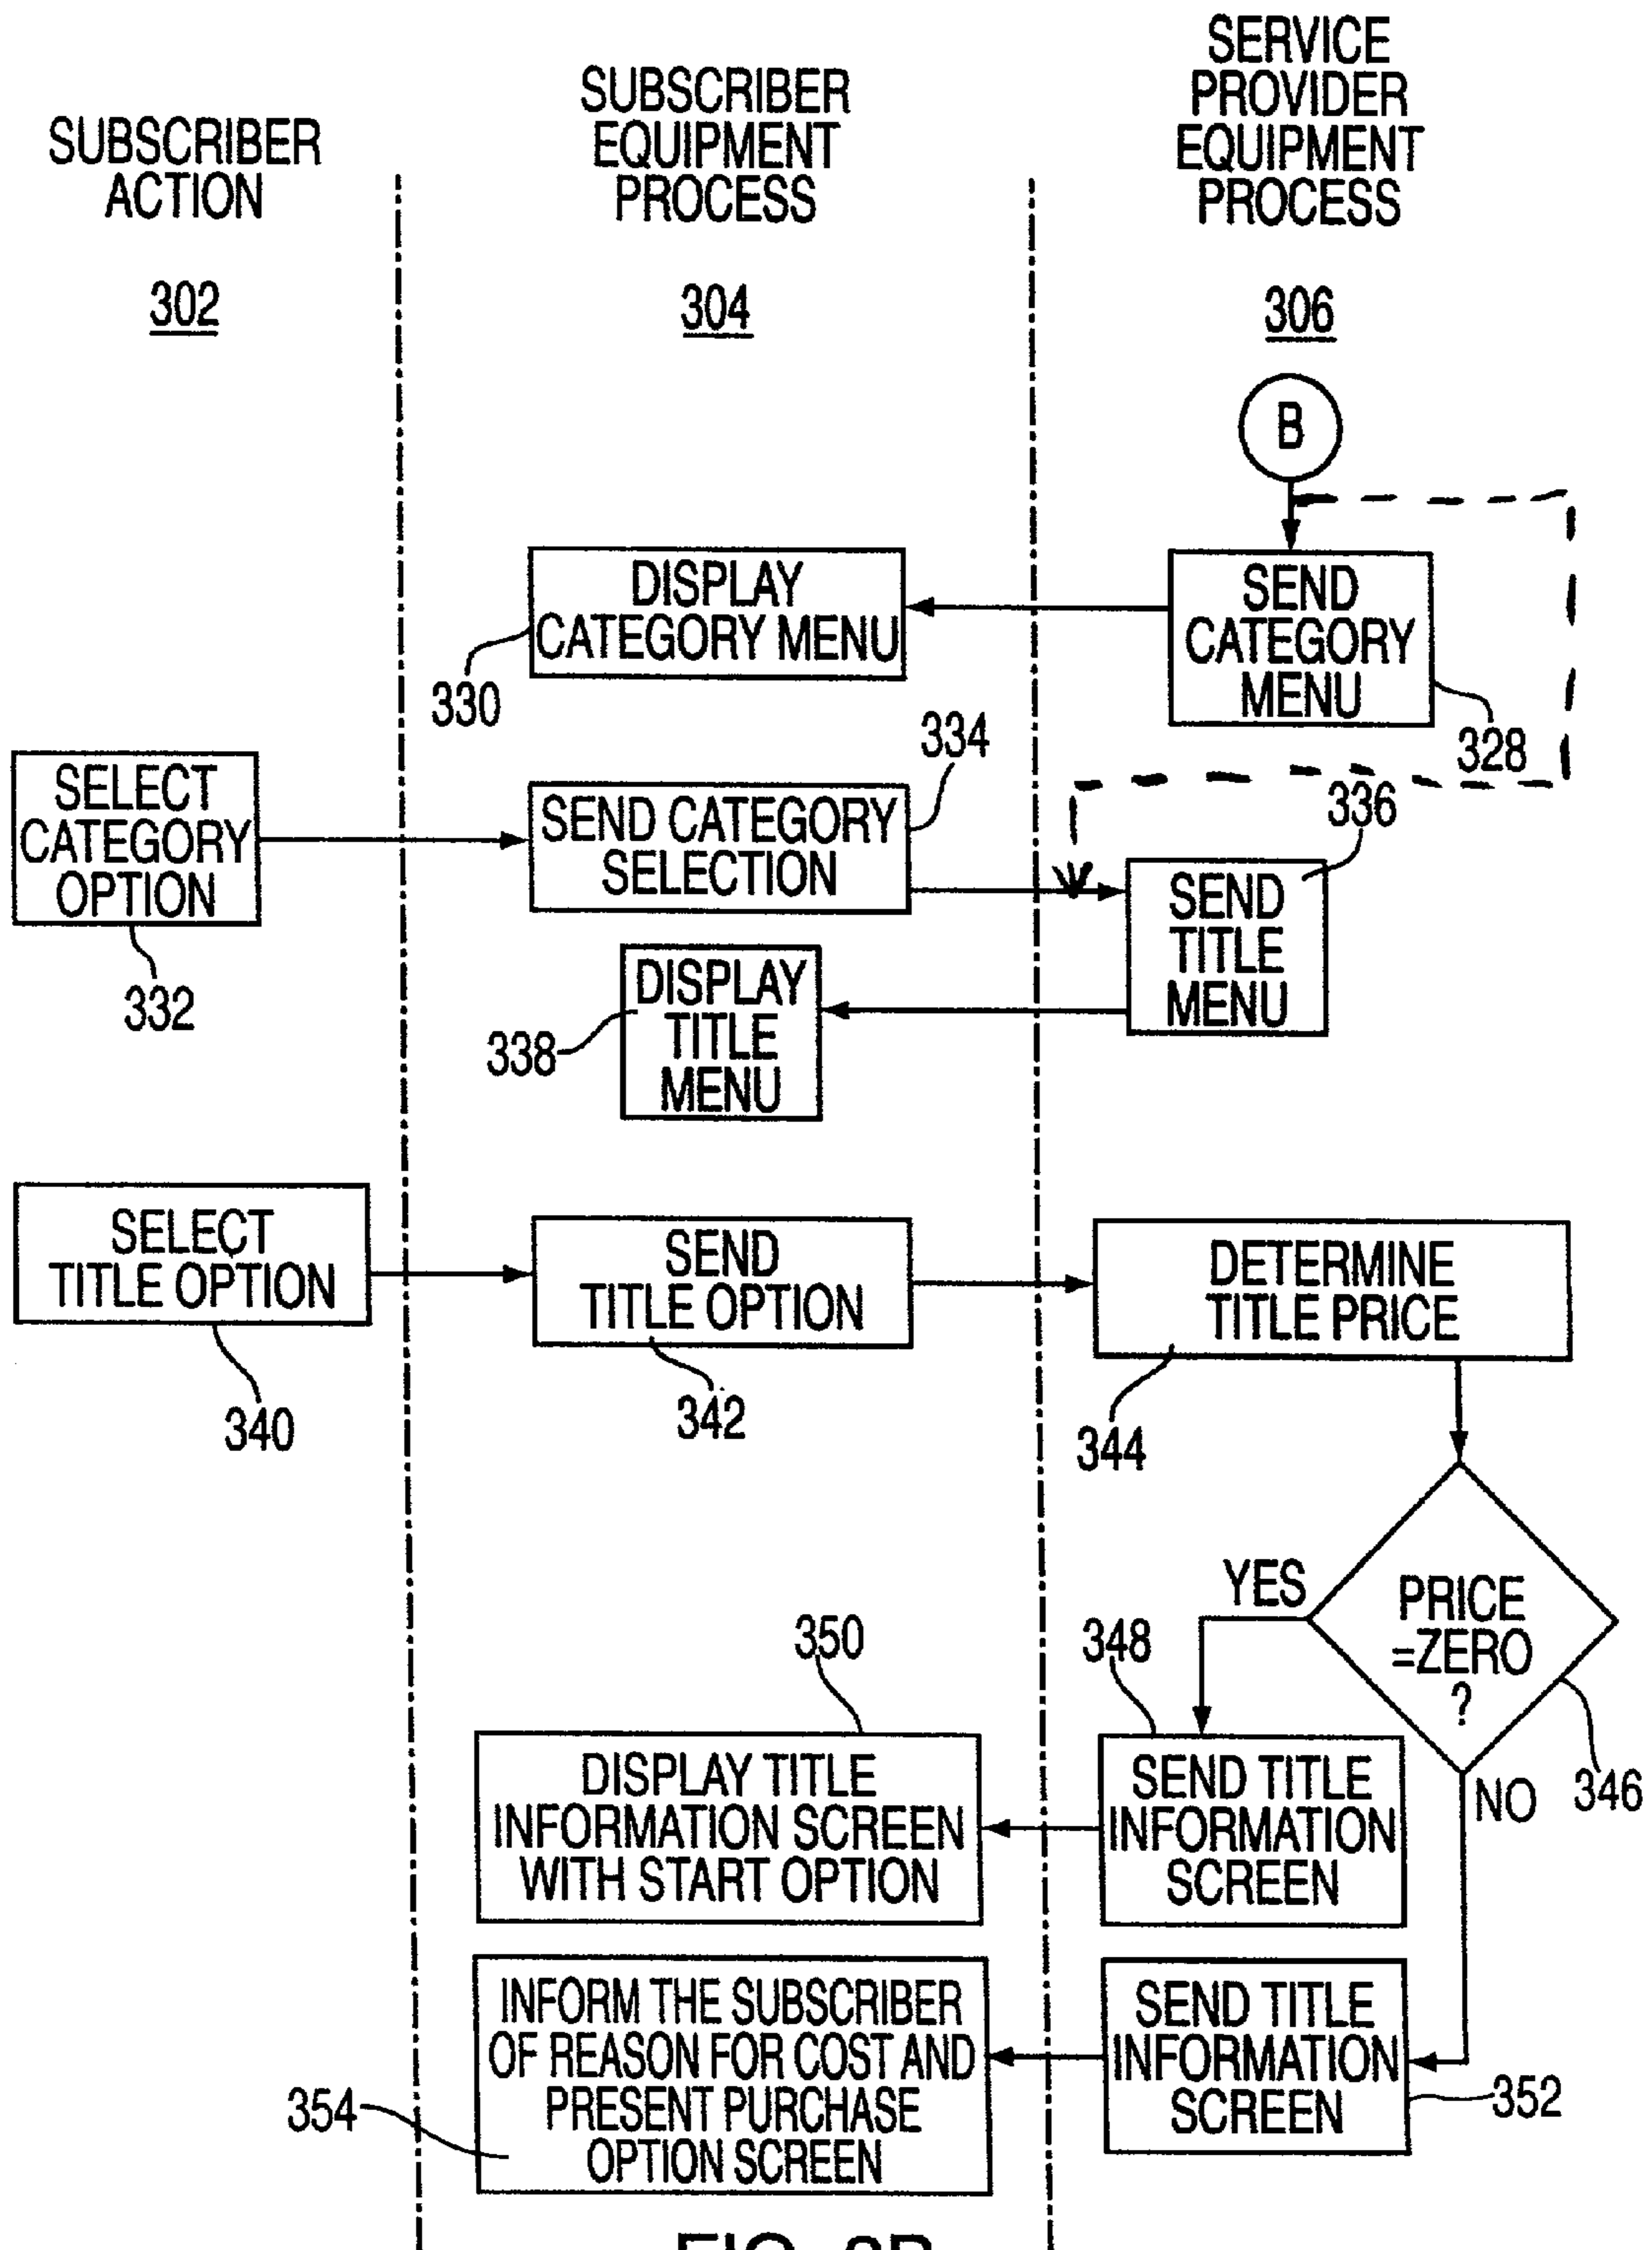 SUBSCRIBER
ACTION
302
SUBSCRIBER
EQUIPMENT
PROCESS
304
SERVICE
PROVIDER
EQUIPMENT
PROCESS
306
B
SEND
CATEGORY
MENU
328
DISPLAY
CATEGORY MENU
330
SELECT
CATEGORY
OPTION
332
SEND CATEGORY
SELECTION
334
SEND
TITLE
MENU
336
DISPLAY
TITLE
MENU
338
SELECT
TITLE OPTION
340
SEND
TITLE OPTION
342
DETERMINE
TITLE PRICE
344
PRICE
=ZERO
?
346
YES
NO
348
SEND TITLE
INFORMATION
SCREEN
350
DISPLAY TITLE
INFORMATION SCREEN
WITH START OPTION
SEND TITLE
INFORMATION
SCREEN
352
INFORM THE SUBSCRIBER
OF REASON FOR COST AND
PRESENT PURCHASE
OPTION SCREEN
354